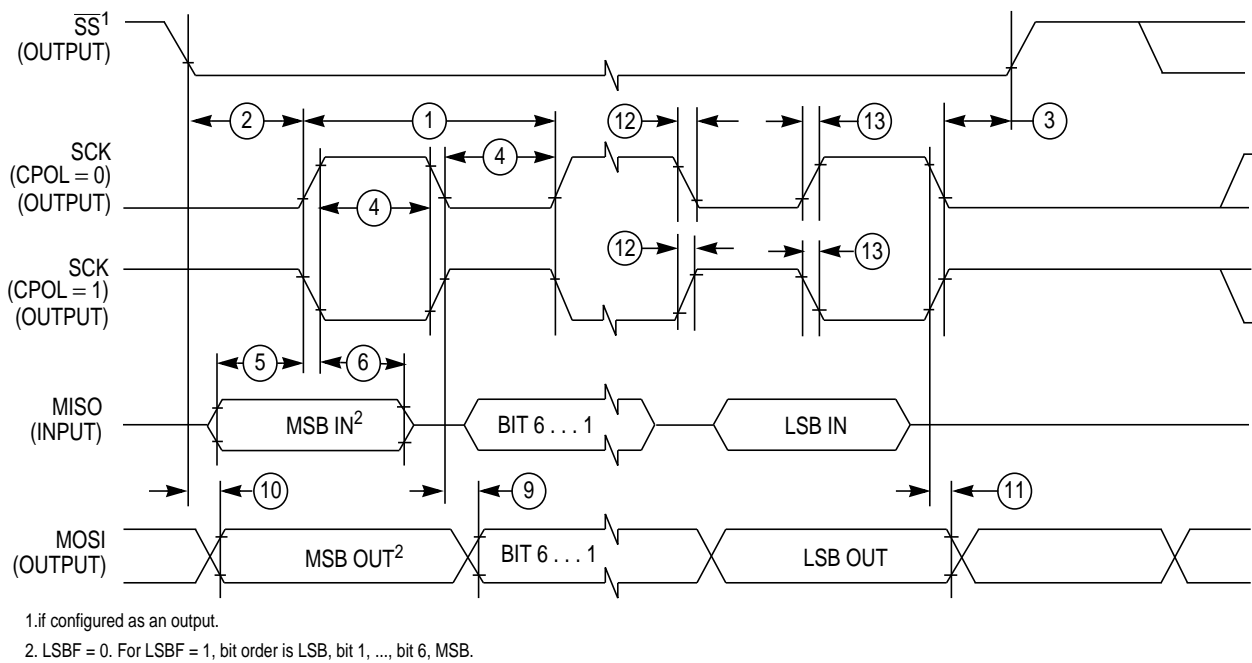 SS1
(OUTPUT)
2
1
12
13
3
SCK
(CPOL = 0)
(OUTPUT)
4
4
12
13
SCK
(CPOL = 1)
(OUTPUT)
5
6
MISO
(INPUT)
MSB IN2
BIT 6 . . . 1
LSB IN
10
9
11
MOSI
(OUTPUT)
MSB OUT2
BIT 6 . . . 1
LSB OUT
1.if configured as an output.
2. LSBF = 0. For LSBF = 1, bit order is LSB, bit 1, ..., bit 6, MSB.